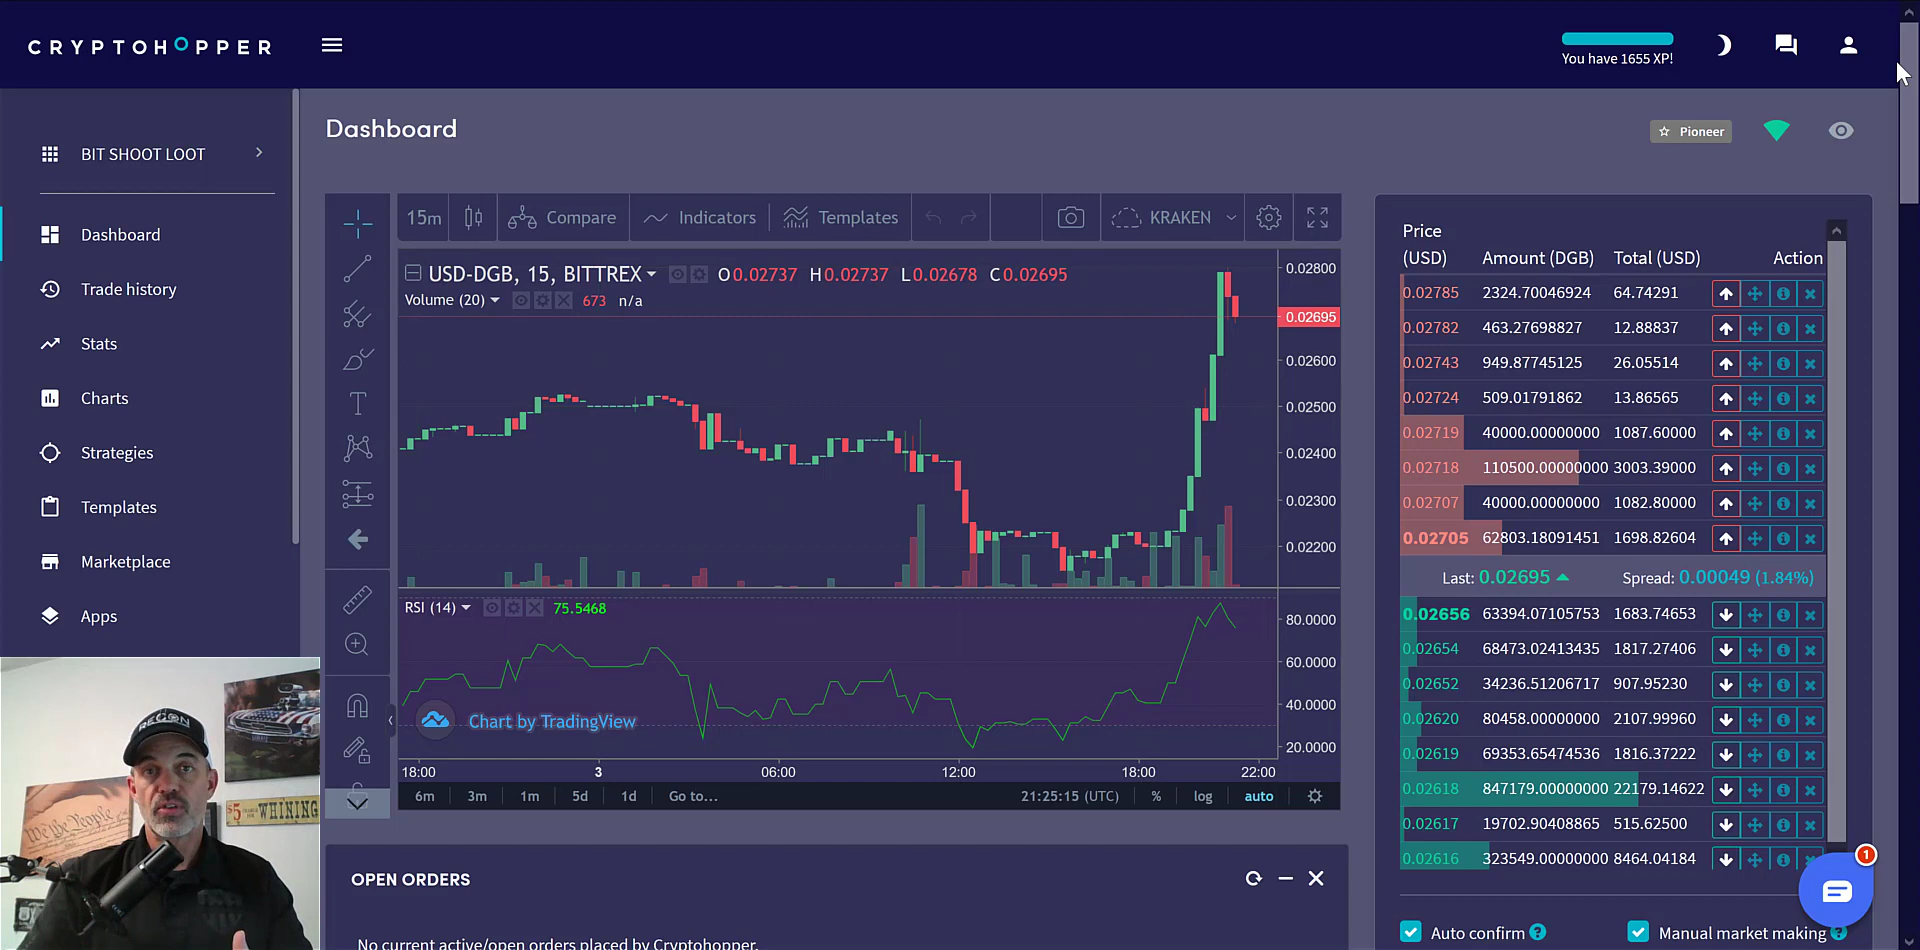 CRYPTOHOPPER
You have 1655 XP!
Dashboard
Pioneer
BIT SHOOT LOOT
Dashboard
Trade history
Stats
Charts
Strategies
Templates
Marketplace
Apps
15m Compare Indicators Templates KRAKEN
USD-DGB, 15, BITTREX O0.02737 H0.02737 L0.02678 C0.02695
Volume (20) 673 n/a
0.02800
0.02695
0.02600
0.02500
0.02400
0.02300
0.02200
RSI (14) 75.5468
80.0000
60.0000
40.0000
20.0000
Chart by TradingView
18:00 3 06:00 12:00 18:00 22:00
6m 3m 1m 5d 1d Go to... 21:25:15 (UTC) % log auto
OPEN ORDERS
No current active/open orders placed by Cryptohopper.
Price
(USD) Amount (DGB) Total (USD) Action
0.02785 2324.70046924 64.74291
0.02782 463.27698827 12.88837
0.02743 949.87745125 26.05514
0.02724 509.01791862 13.86565
0.02719 40000.00000000 1087.60000
0.02718 110500.00000000 3003.39000
0.02707 40000.00000000 1082.80000
0.02705 62803.18091451 1698.82604
Last: 0.02695 Spread: 0.00049 (1.84%)
0.02656 63394.07105753 1683.74653
0.02654 68473.02413435 1817.27406
0.02652 34236.51206717 907.95230
0.02620 80458.00000000 2107.99960
0.02619 69353.65474536 1816.37222
0.02618 847179.00000000 22179.14622
0.02617 19702.90408865 515.62500
0.02616 323549.00000000 8464.04184
1
Auto confirm ? Manual market making ?
RECON
We the People
$5 WHINING